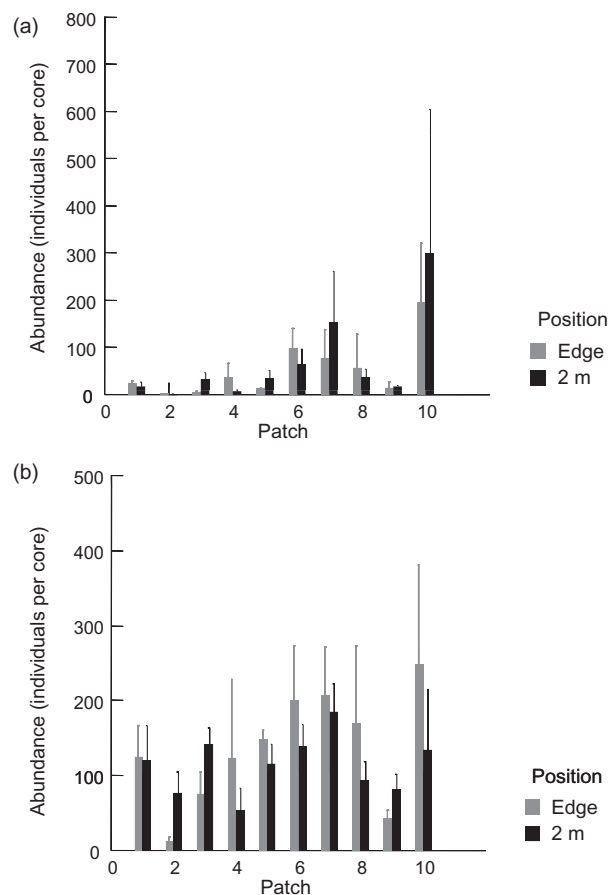 (a)
Abundance (individuals per core)
800
700
600
500
400
300
200
100
0
0 2 4 6 8 10
Patch
Position
Edge
2 m
(b)
Abundance (individuals per core)
500
400
300
200
100
0
0 2 4 6 8 10
Patch
Position
Edge
2 m